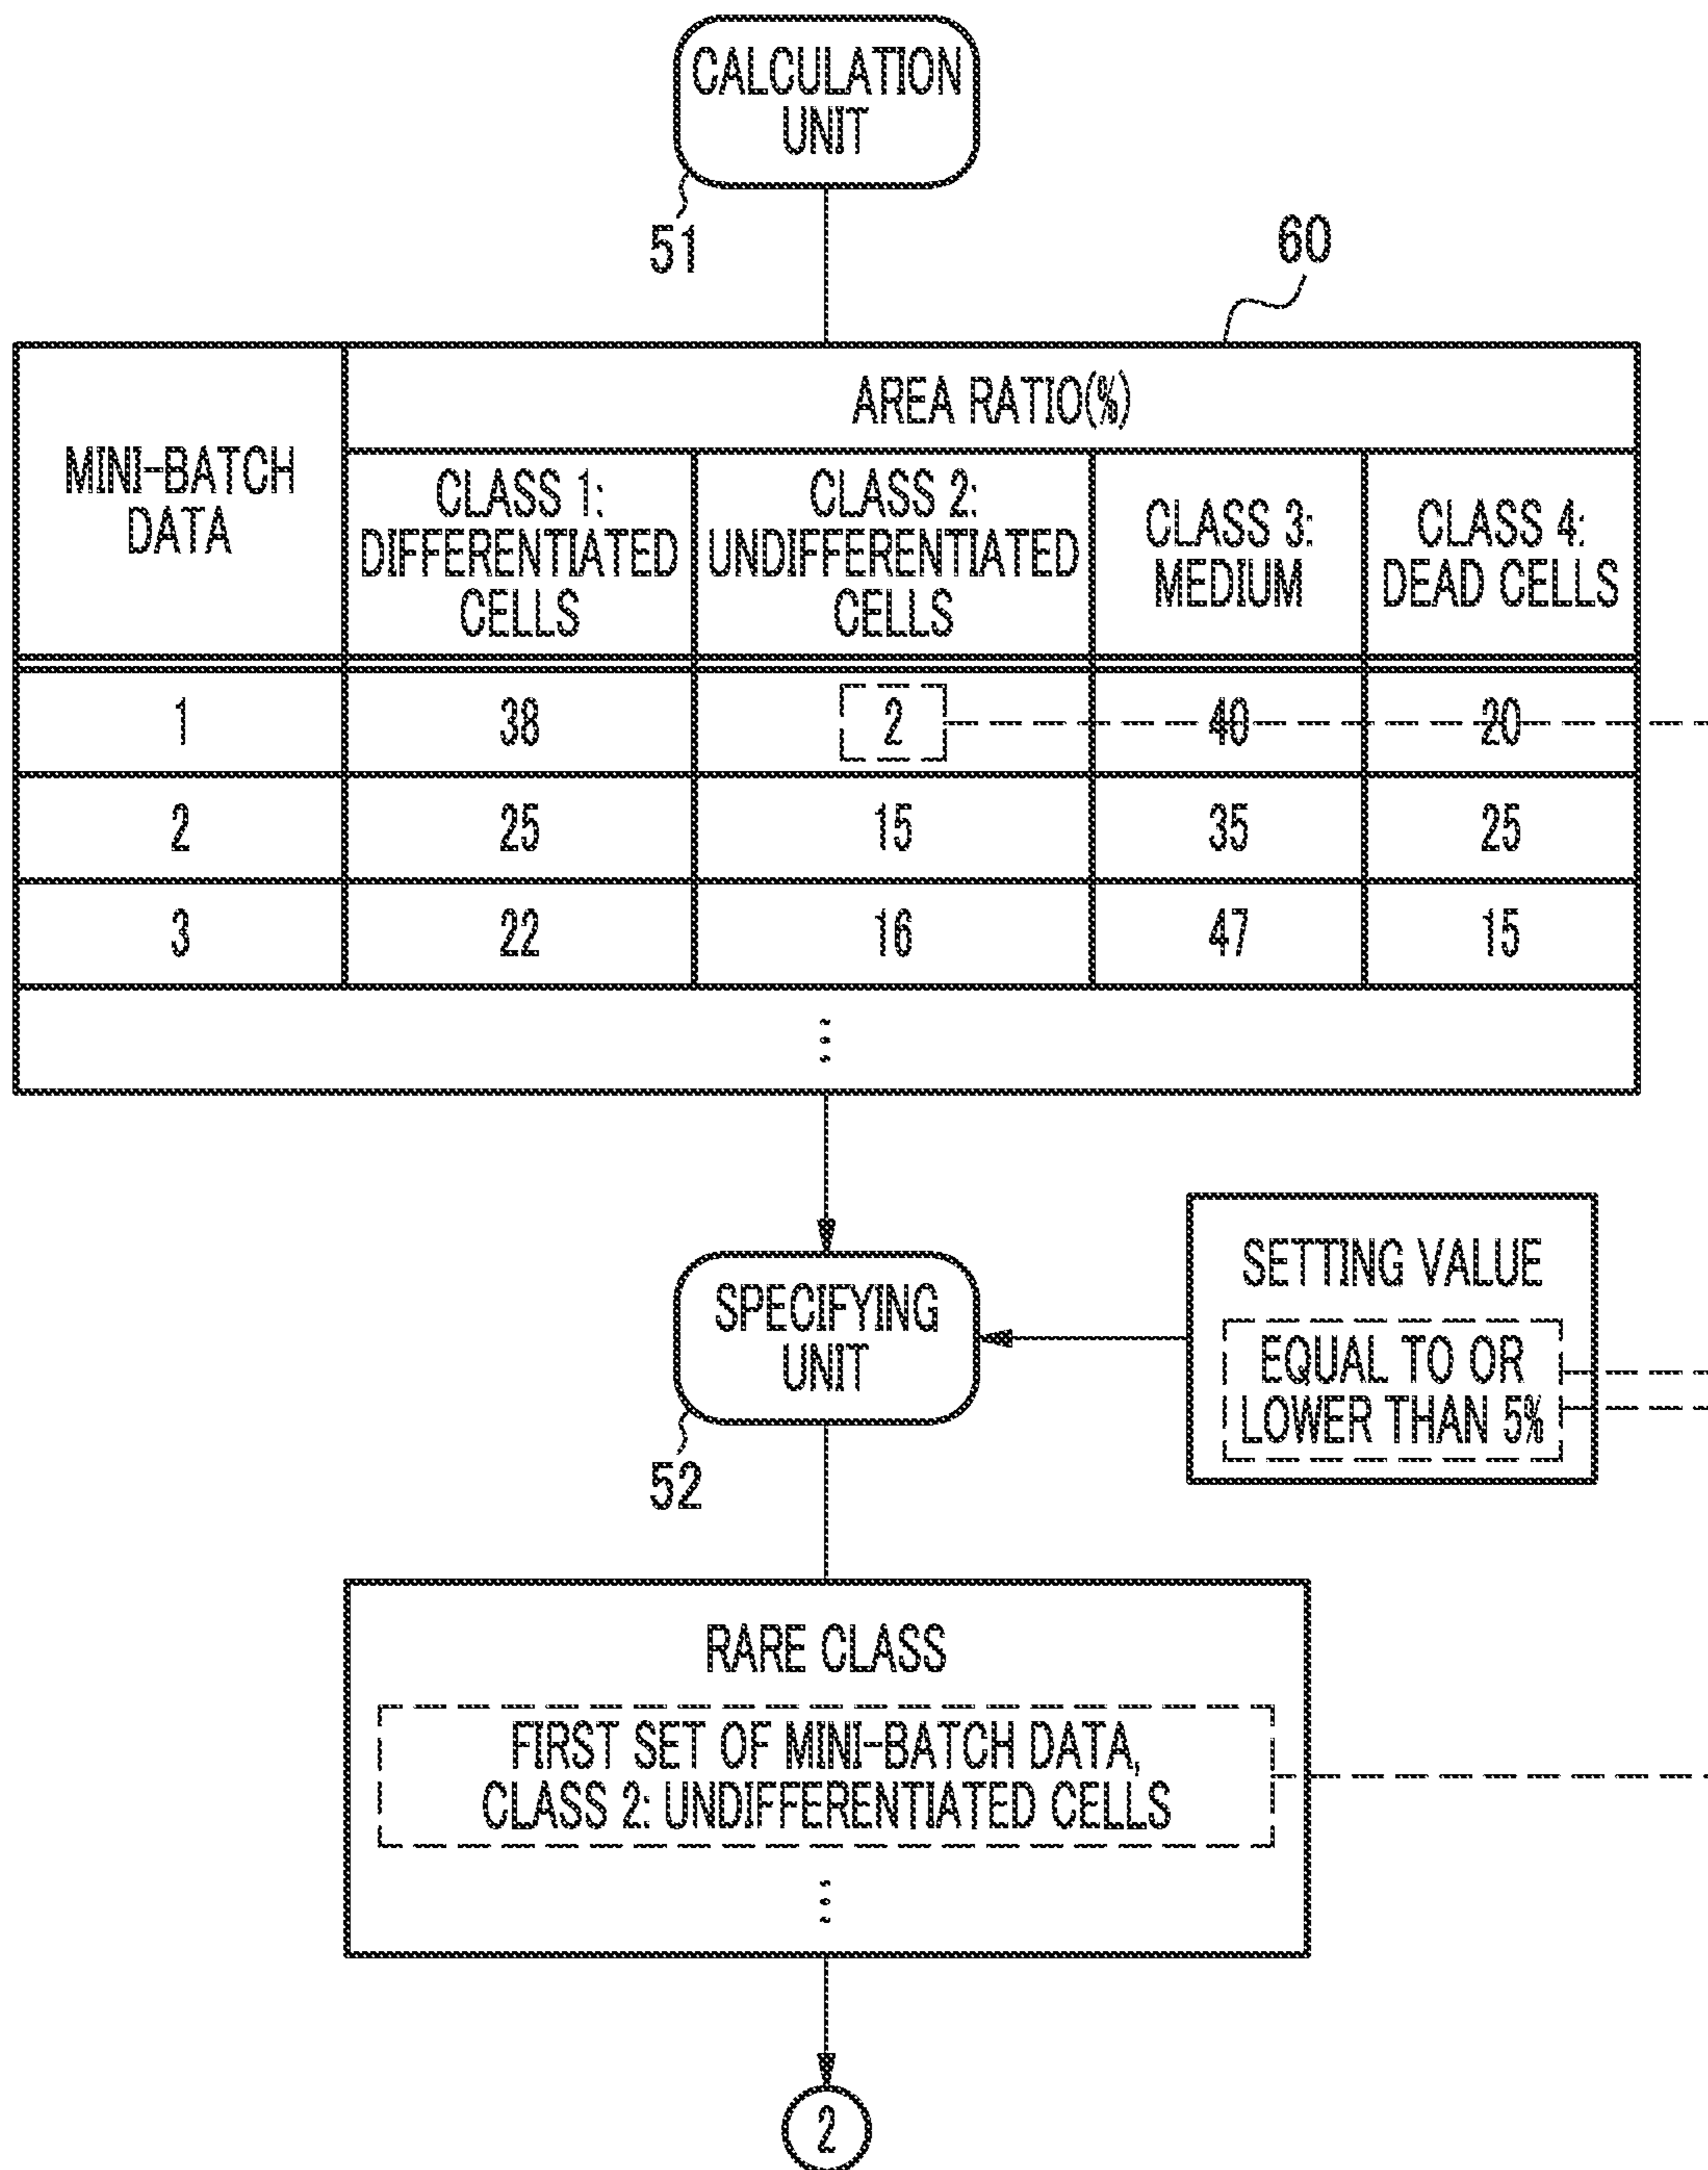 CALCULATION
UNIT
51
60
MINI-BATCH
DATA
AREA RATIO(%)
CLASS 1:
DIFFERENTIATED
CELLS
CLASS 2:
UNDIFFERENTIATED
CELLS
CLASS 3:
MEDIUM
CLASS 4:
DEAD CELLS
1 38 2 40 20
2 25 15 35 25
3 22 16 47 15
⋮
SPECIFYING
UNIT
52
SETTING VALUE
EQUAL TO OR
LOWER THAN 5%
RARE CLASS
FIRST SET OF MINI-BATCH DATA,
CLASS 2: UNDIFFERENTIATED CELLS
⋮
2